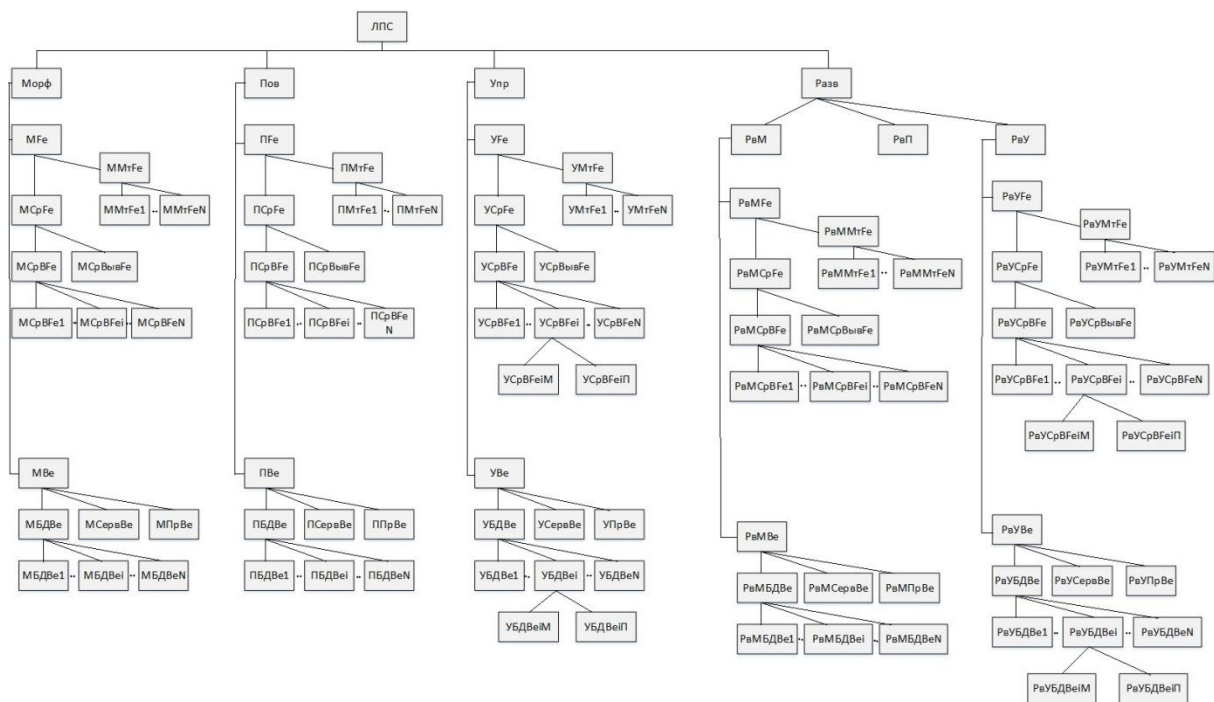 ЛПС
Морф
Пов
Упр
Разв
МFe
ПFe
УFe
РвМ
РвП
РвУ
ММтFe
ПМтFe
УМтFe
МСрFe
ММтFe1 .. ММтFeN
ПСрFe
ПМтFe1 .. ПМтFeN
УСрFe
УМтFe1 .. УМтFeN
РвМFe
РвУFe
РвММтFe
РвУМтFe
МСрВFe
МСрВывFe
ПСрВFe
ПСрВывFe
УСрВFe
УСрВывFe
РвМСрFe
РвММтFe1 .. РвММтFeN
РвУСрFe
РвУМтFe1 .. РвУМтFeN
МСрВFe1 .. МСрВFei .. МСрВFeN
ПСрВFe1 .. ПСрВFei .. ПСрВFe
N
УСрВFe1 .. УСрВFei .. УСрВFeN
РвМСрВFe
РвМСрВывFe
РвУСрВFe
РвУСрВывFe
УСрВFeiМ
УСрВFeiП
РвМСрВFe1 .. РвМСрВFei .. РвМСрВFeN
РвУСрВFe1 .. РвУСрВFei .. РвУСрВFeN
РвУСрВFeiМ
РвУСрВFeiП
МВе
ПВе
УВе
МБДВе
МСервВе
МПрВе
ПБДВе
ПСервВе
ППрВе
УБДВе
УСервВе
УПрВе
РвМВе
РвУВе
МБДВе1 .. МБДВеi .. МБДВеN
ПБДВе1 .. ПБДВеi .. ПБДВеN
УБДВе1 .. УБДВеi .. УБДВеN
РвМБДВе
РвМСервВе
РвМПрВе
РвУБДВе
РвУСервВе
РвУПрВе
УБДВеiМ
УБДВеiП
РвМБДВе1 .. РвМБДВеi .. РвМБДВеN
РвУБДВе1 .. РвУБДВеi .. РвУБДВеN
РвУБДВеiМ
РвУБДВеiП